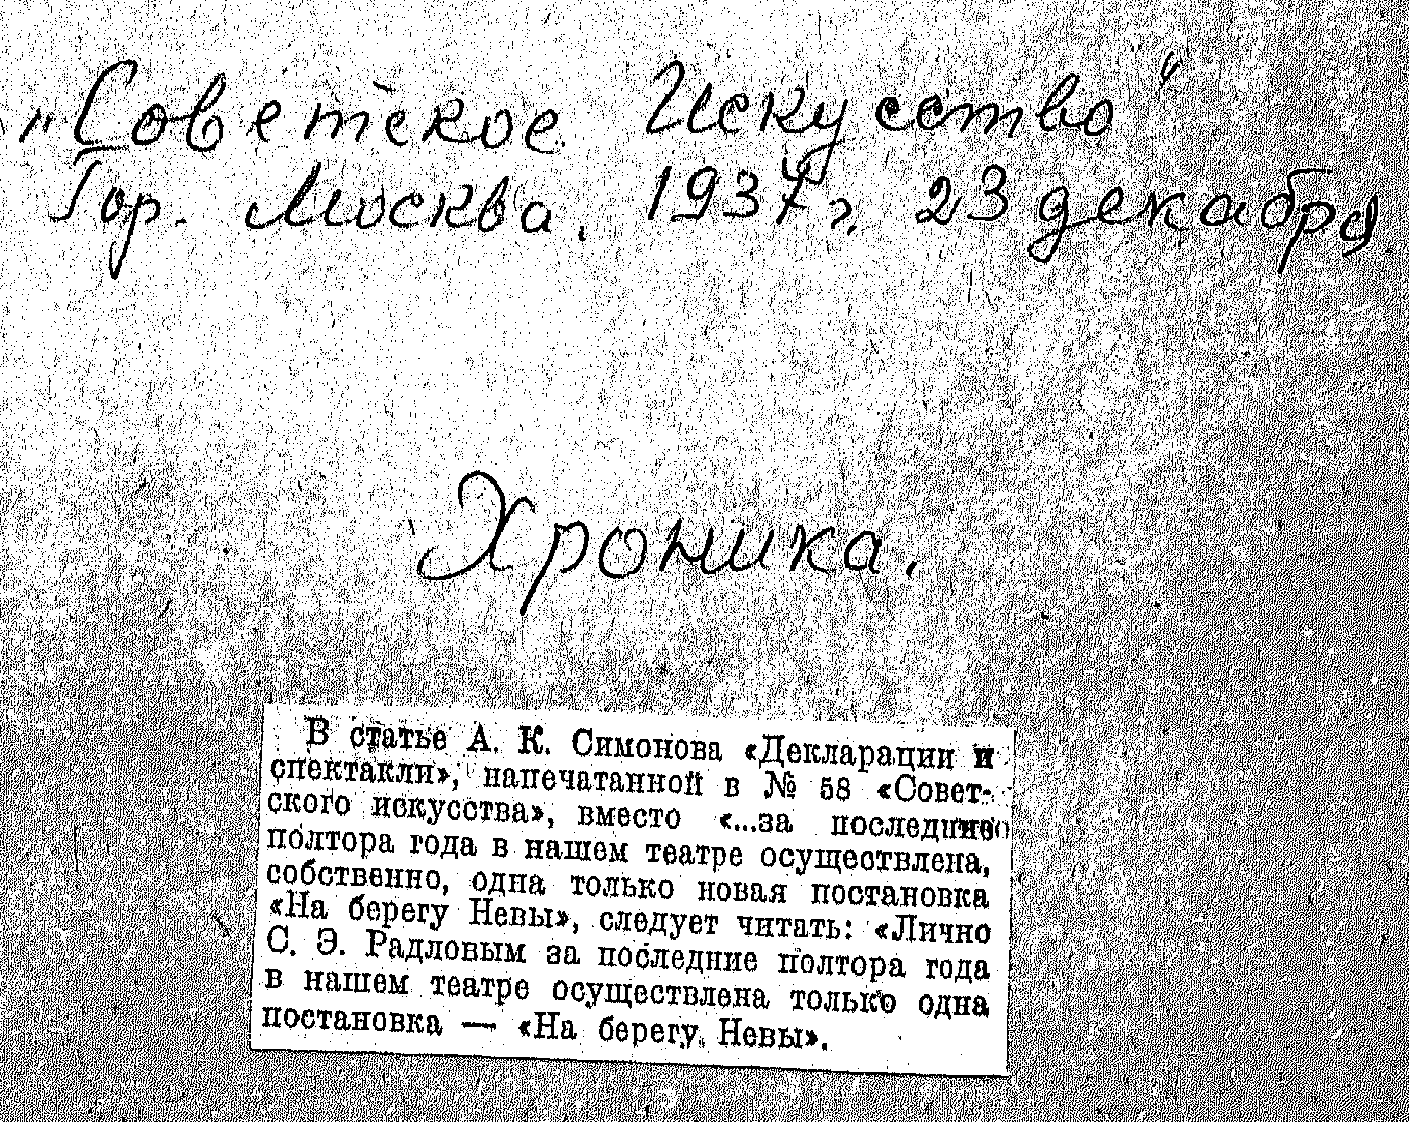 „Советское Искусство“
Гор. Москва. 1937 г. 23 декабря
Хроника.
В статье А. К. Симонова «Декларации и
спектакли», напечатанной в № 58 «Совет-
ского искусства», вместо «...за последние
полтора года в нашем театре осуществлена,
собственно, одна только новая постановка
«На берегу Невы», следует читать: «Лично
С. Э. Радловым за последние полтора года
в нашем театре осуществлена только одна
постановка — «На берегу Невы».